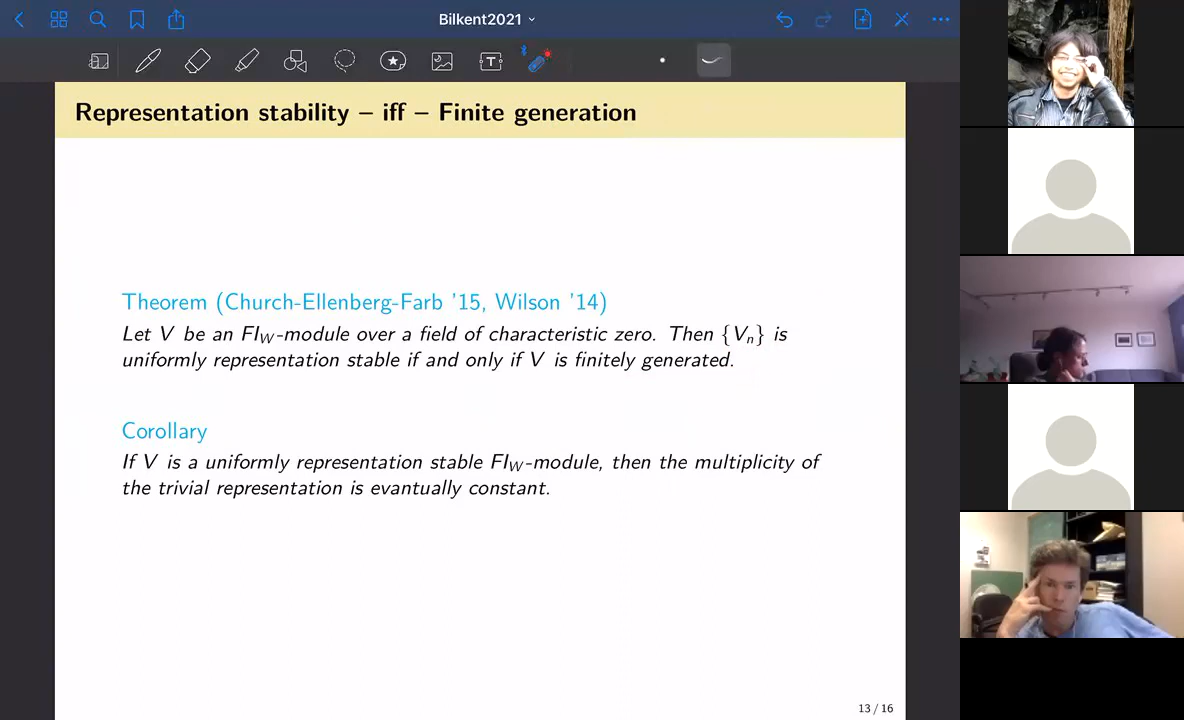 Bilkent2021
Representation stability – iff – Finite generation
Theorem (Church-Ellenberg-Farb '15, Wilson '14)
Let V be an FI_W-module over a field of characteristic zero. Then {V_n} is
uniformly representation stable if and only if V is finitely generated.
Corollary
If V is a uniformly representation stable FI_W-module, then the multiplicity of
the trivial representation is evantually constant.
13 / 16